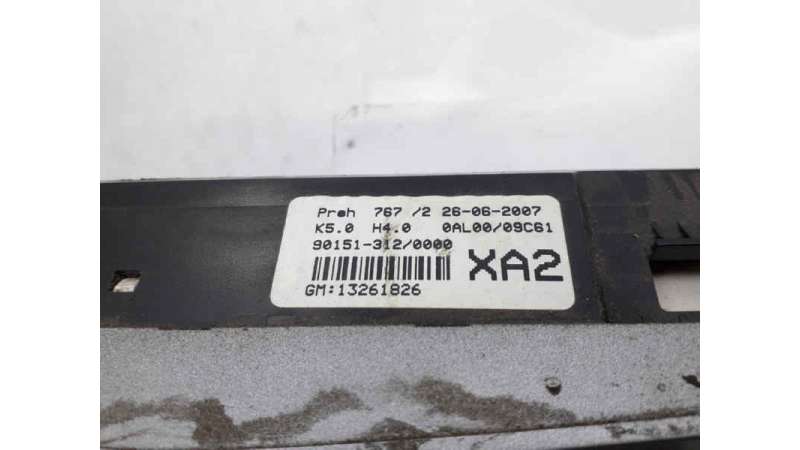 Preh 767 /2 26-06-2007
K5.0 H4.0 0AL00/09C61
90151-312/0000
XA2
GM:13261826